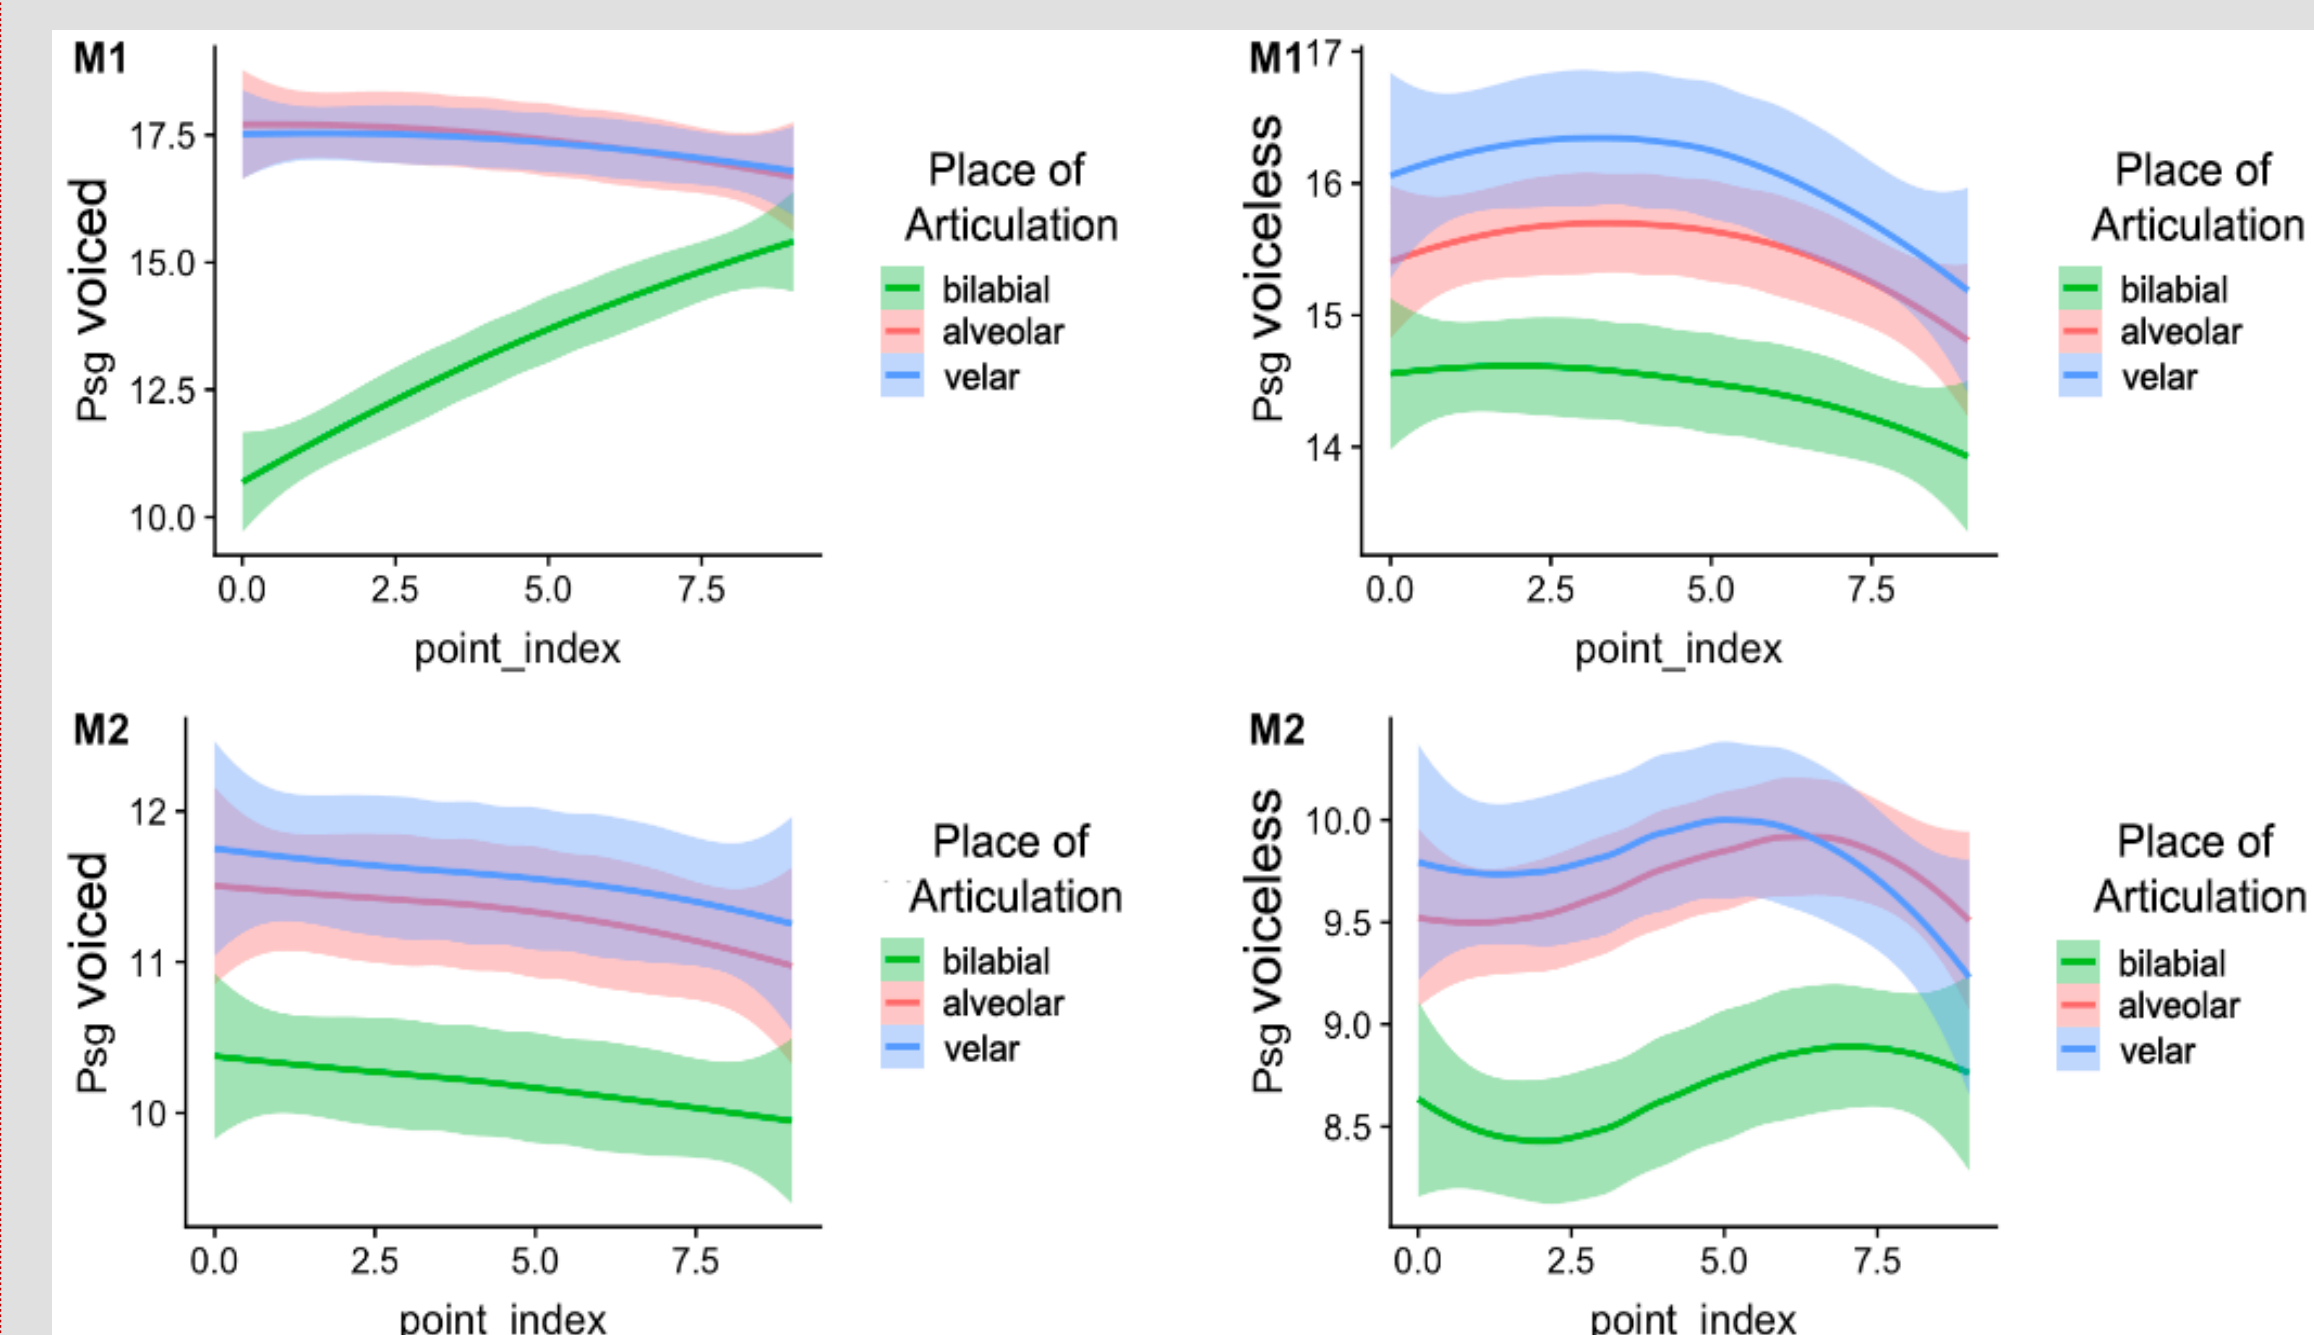 M1
Psg voiced
17.5
15.0
12.5
10.0
0.0 2.5 5.0 7.5
point_index
Place of
Articulation
bilabial
alveolar
velar
M1
Psg voiceless
17
16
15
14
0.0 2.5 5.0 7.5
point_index
Place of
Articulation
bilabial
alveolar
velar
M2
Psg voiced
12
11
10
0.0 2.5 5.0 7.5
point_index
Place of
Articulation
bilabial
alveolar
velar
M2
Psg voiceless
10.0
9.5
9.0
8.5
0.0 2.5 5.0 7.5
point_index
Place of
Articulation
bilabial
alveolar
velar